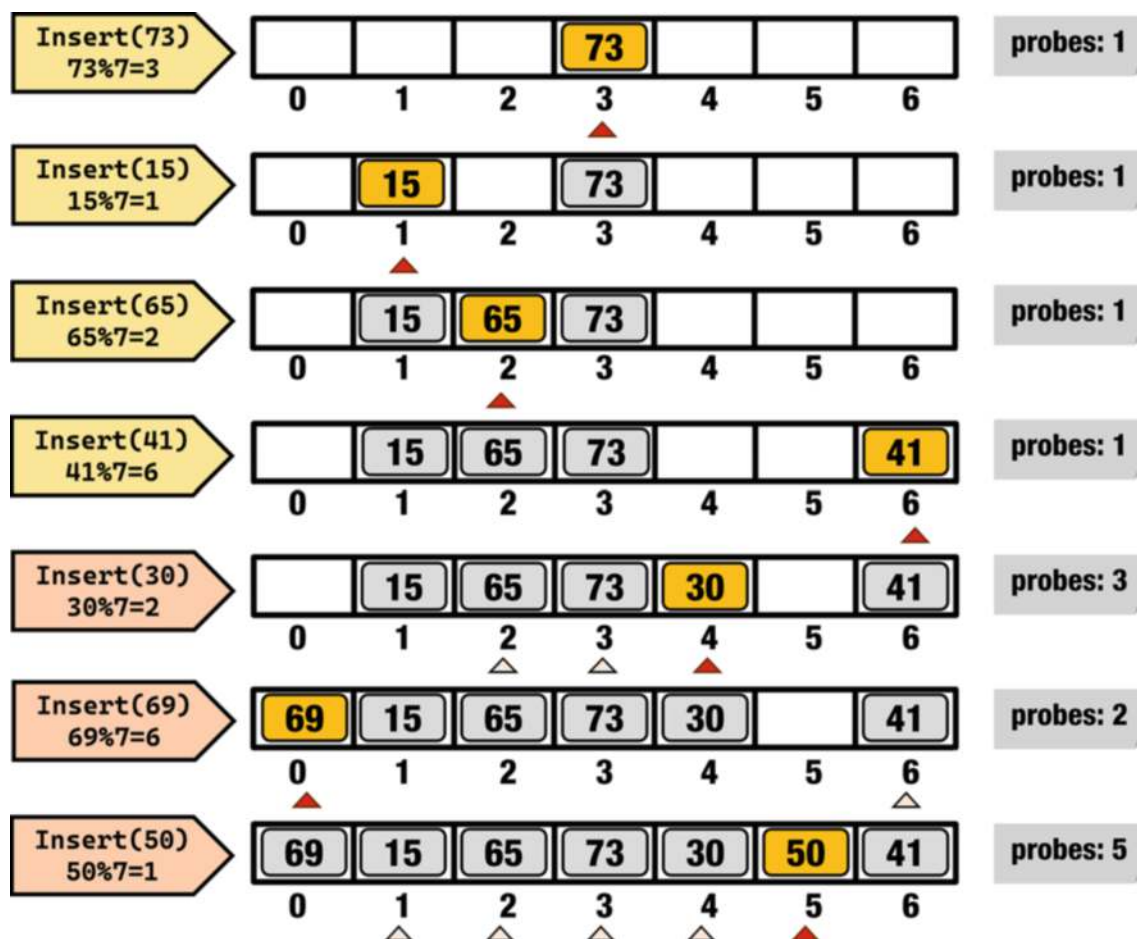 Insert(73)
73%7=3
73
probes: 1
0 1 2 3 4 5 6
Insert(15)
15%7=1
15 73
probes: 1
0 1 2 3 4 5 6
Insert(65)
65%7=2
15 65 73
probes: 1
0 1 2 3 4 5 6
Insert(41)
41%7=6
15 65 73 41
probes: 1
0 1 2 3 4 5 6
Insert(30)
30%7=2
15 65 73 30 41
probes: 3
0 1 2 3 4 5 6
Insert(69)
69%7=6
69 15 65 73 30 41
probes: 2
0 1 2 3 4 5 6
Insert(50)
50%7=1
69 15 65 73 30 50 41
probes: 5
0 1 2 3 4 5 6